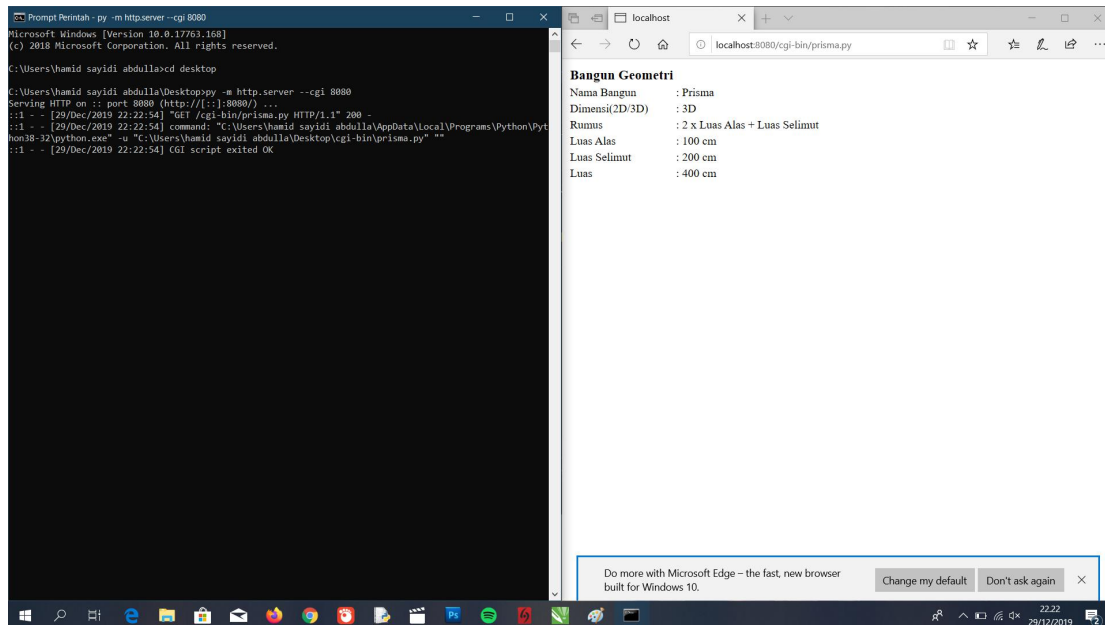 Prompt Perintah - py -m http.server --cgi 8080
Microsoft Windows [Version 10.0.17763.168]
(c) 2018 Microsoft Corporation. All rights reserved.
C:\Users\hamid sayidi abdulla>cd desktop
C:\Users\hamid sayidi abdulla\Desktop>py -m http.server --cgi 8080
Serving HTTP on :: port 8080 (http://[::]:8080/) ...
::1 - - [29/Dec/2019 22:22:54] "GET /cgi-bin/prisma.py HTTP/1.1" 200 -
::1 - - [29/Dec/2019 22:22:54] command: "C:\Users\hamid sayidi abdulla\AppData\Local\Programs\Python\Pyt
hon38-32\python.exe" -u "C:\Users\hamid sayidi abdulla\Desktop\cgi-bin\prisma.py" ""
::1 - - [29/Dec/2019 22:22:54] CGI script exited OK
localhost
localhost:8080/cgi-bin/prisma.py
Bangun Geometri
Nama Bangun : Prisma
Dimensi(2D/3D) : 3D
Rumus : 2 x Luas Alas + Luas Selimut
Luas Alas : 100 cm
Luas Selimut : 200 cm
Luas : 400 cm
Do more with Microsoft Edge – the fast, new browser
built for Windows 10.
Change my default
Don't ask again
Ps
22.22
29/12/2019
2